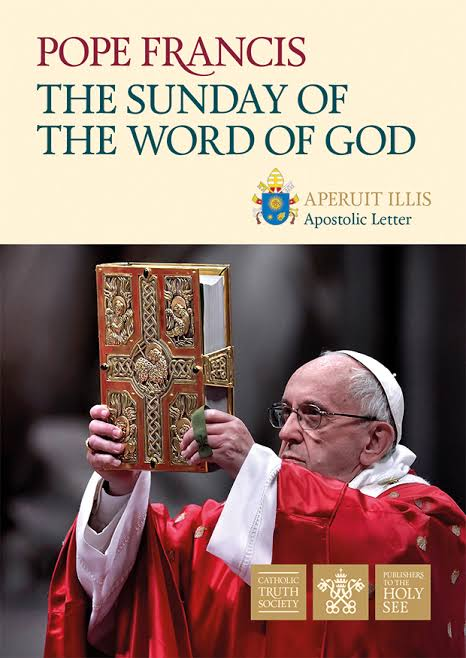 POPE FRANCIS
THE SUNDAY OF
THE WORD OF GOD
APERUIT ILLIS
Apostolic Letter
CATHOLIC
TRUTH
SOCIETY
PUBLISHERS
TO THE
HOLY
SEE